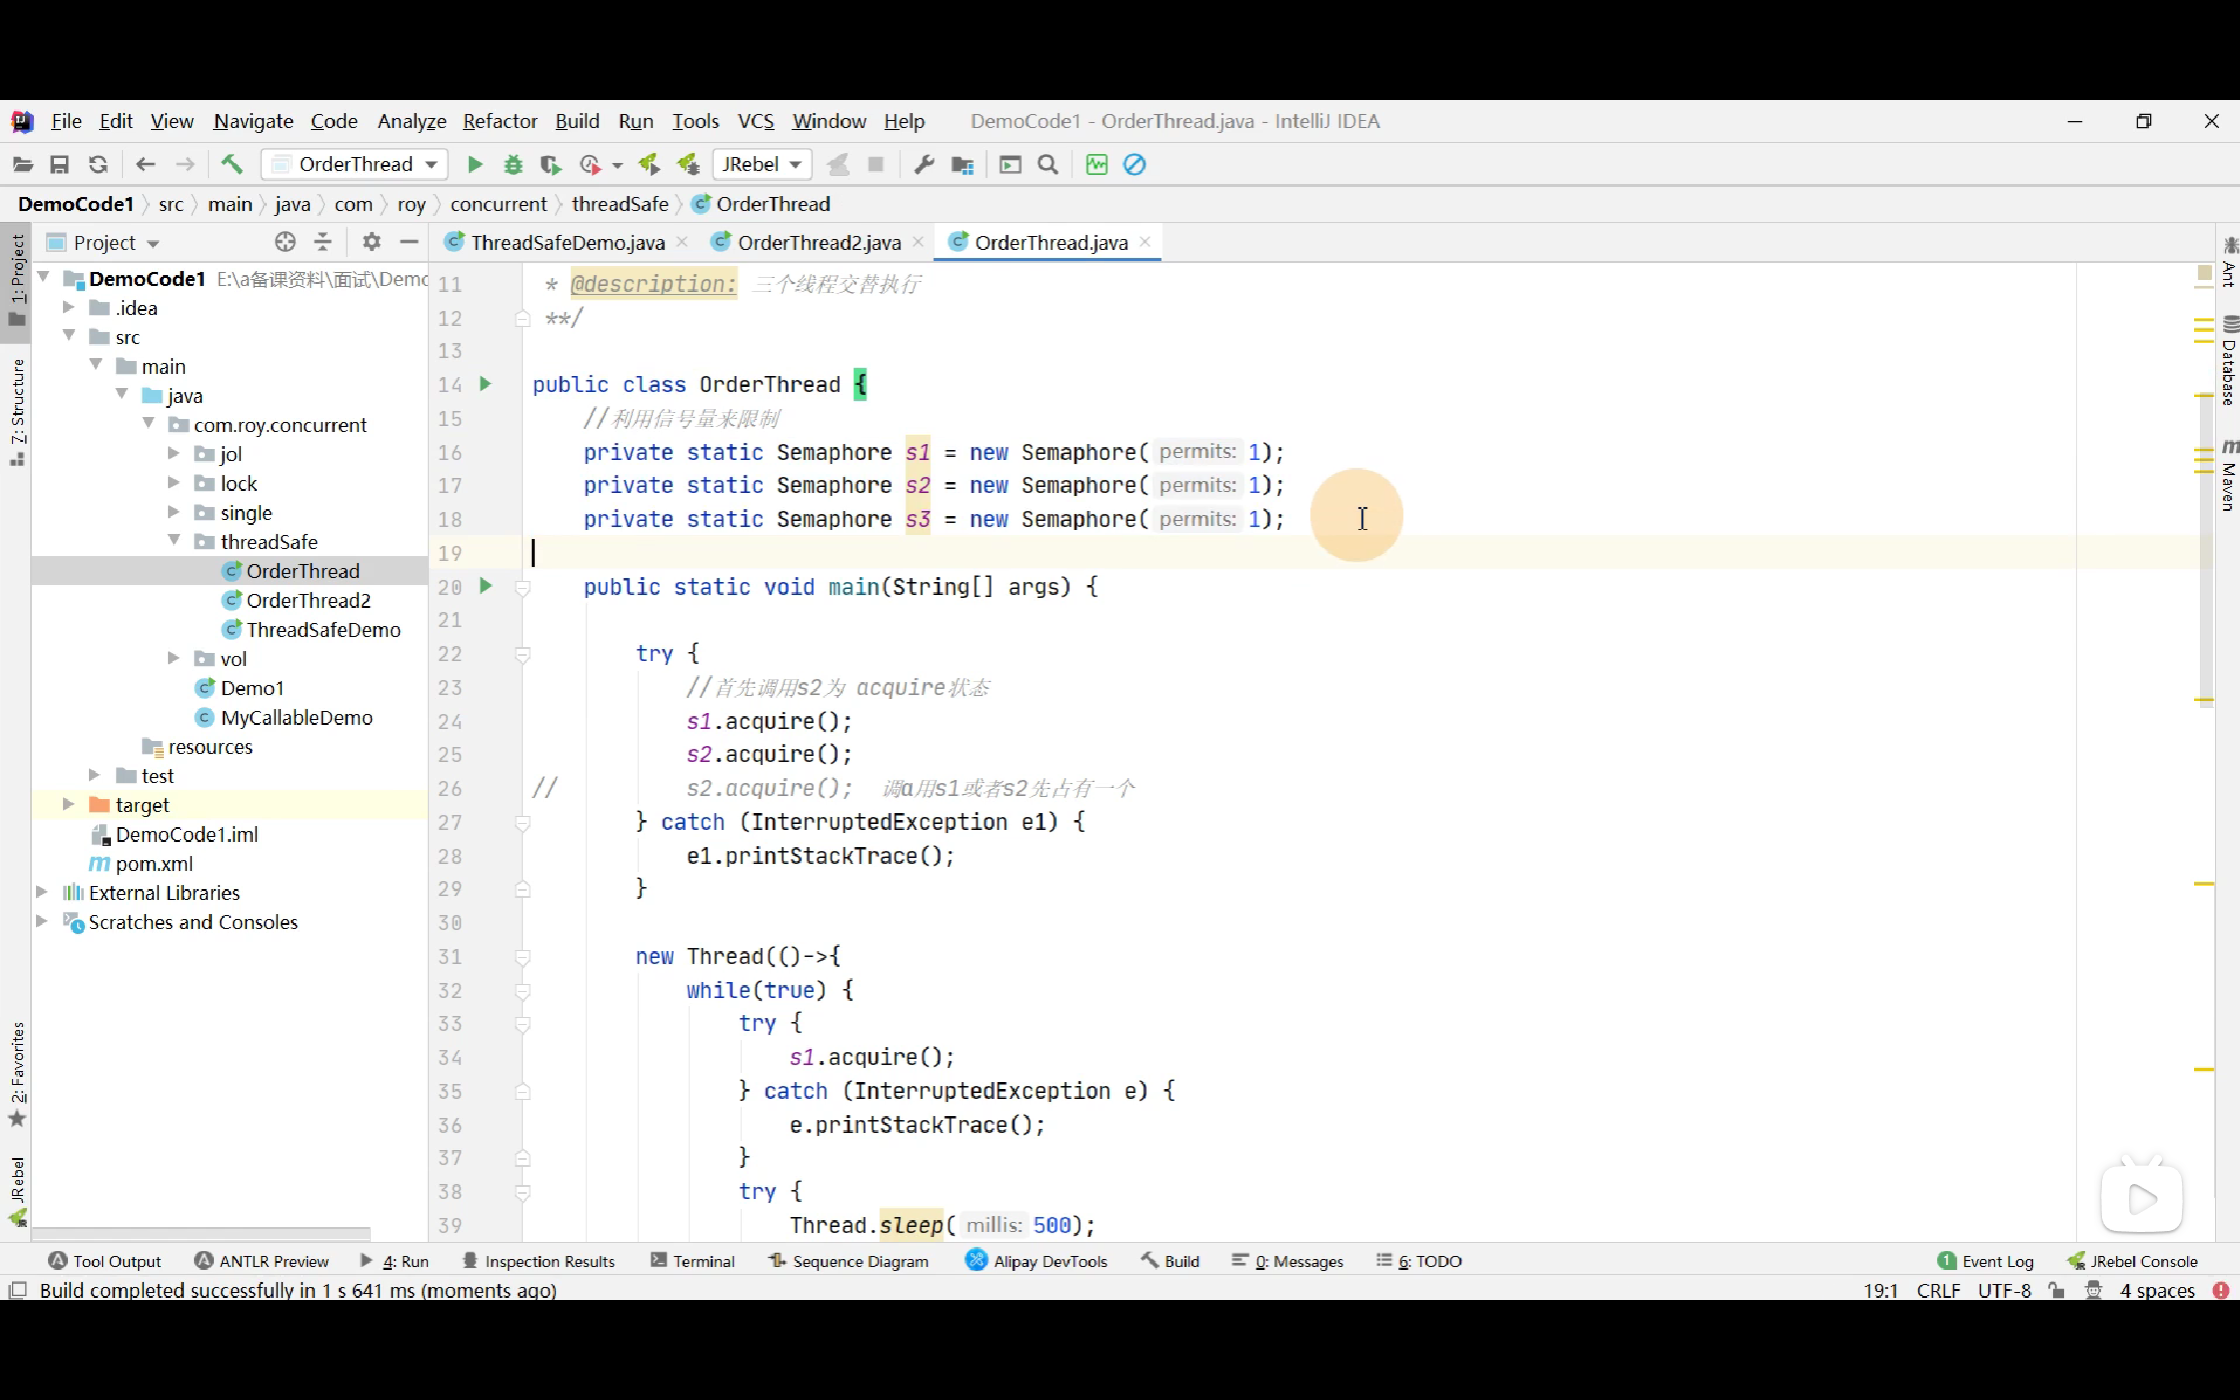 File Edit View Navigate Code Analyze Refactor Build Run Tools VCS Window Help DemoCode1 - OrderThread.java - IntelliJ IDEA
OrderThread JRebel
DemoCode1 src main java com roy concurrent threadSafe OrderThread
Project
ThreadSafeDemo.java OrderThread2.java OrderThread.java
1: Project
7: Structure
2: Favorites
JRebel
DemoCode1 E:\a备课资料\面试\Demc
.idea
src
main
java
com.roy.concurrent
jol
lock
single
threadSafe
OrderThread
OrderThread2
ThreadSafeDemo
vol
Demo1
MyCallableDemo
resources
test
target
DemoCode1.iml
pom.xml
External Libraries
Scratches and Consoles
11 * @description: 三个线程交替执行
12 **/
13
14 public class OrderThread {
15 //利用信号量来限制
16 private static Semaphore s1 = new Semaphore( permits: 1);
17 private static Semaphore s2 = new Semaphore( permits: 1);
18 private static Semaphore s3 = new Semaphore( permits: 1);
19
20 public static void main(String[] args) {
21
22 try {
23 //首先调用s2为 acquire状态
24 s1.acquire();
25 s2.acquire();
26 // s2.acquire(); 调a用s1或者s2先占有一个
27 } catch (InterruptedException e1) {
28 e1.printStackTrace();
29 }
30
31 new Thread(()->{
32 while(true) {
33 try {
34 s1.acquire();
35 } catch (InterruptedException e) {
36 e.printStackTrace();
37 }
38 try {
39 Thread.sleep( millis: 500);
Ant
Database
Maven
Tool Output ANTLR Preview 4: Run Inspection Results Terminal Sequence Diagram Alipay DevTools Build 0: Messages 6: TODO 1 Event Log JRebel Console
Build completed successfully in 1 s 641 ms (moments ago) 19:1 CRLF UTF-8 4 spaces